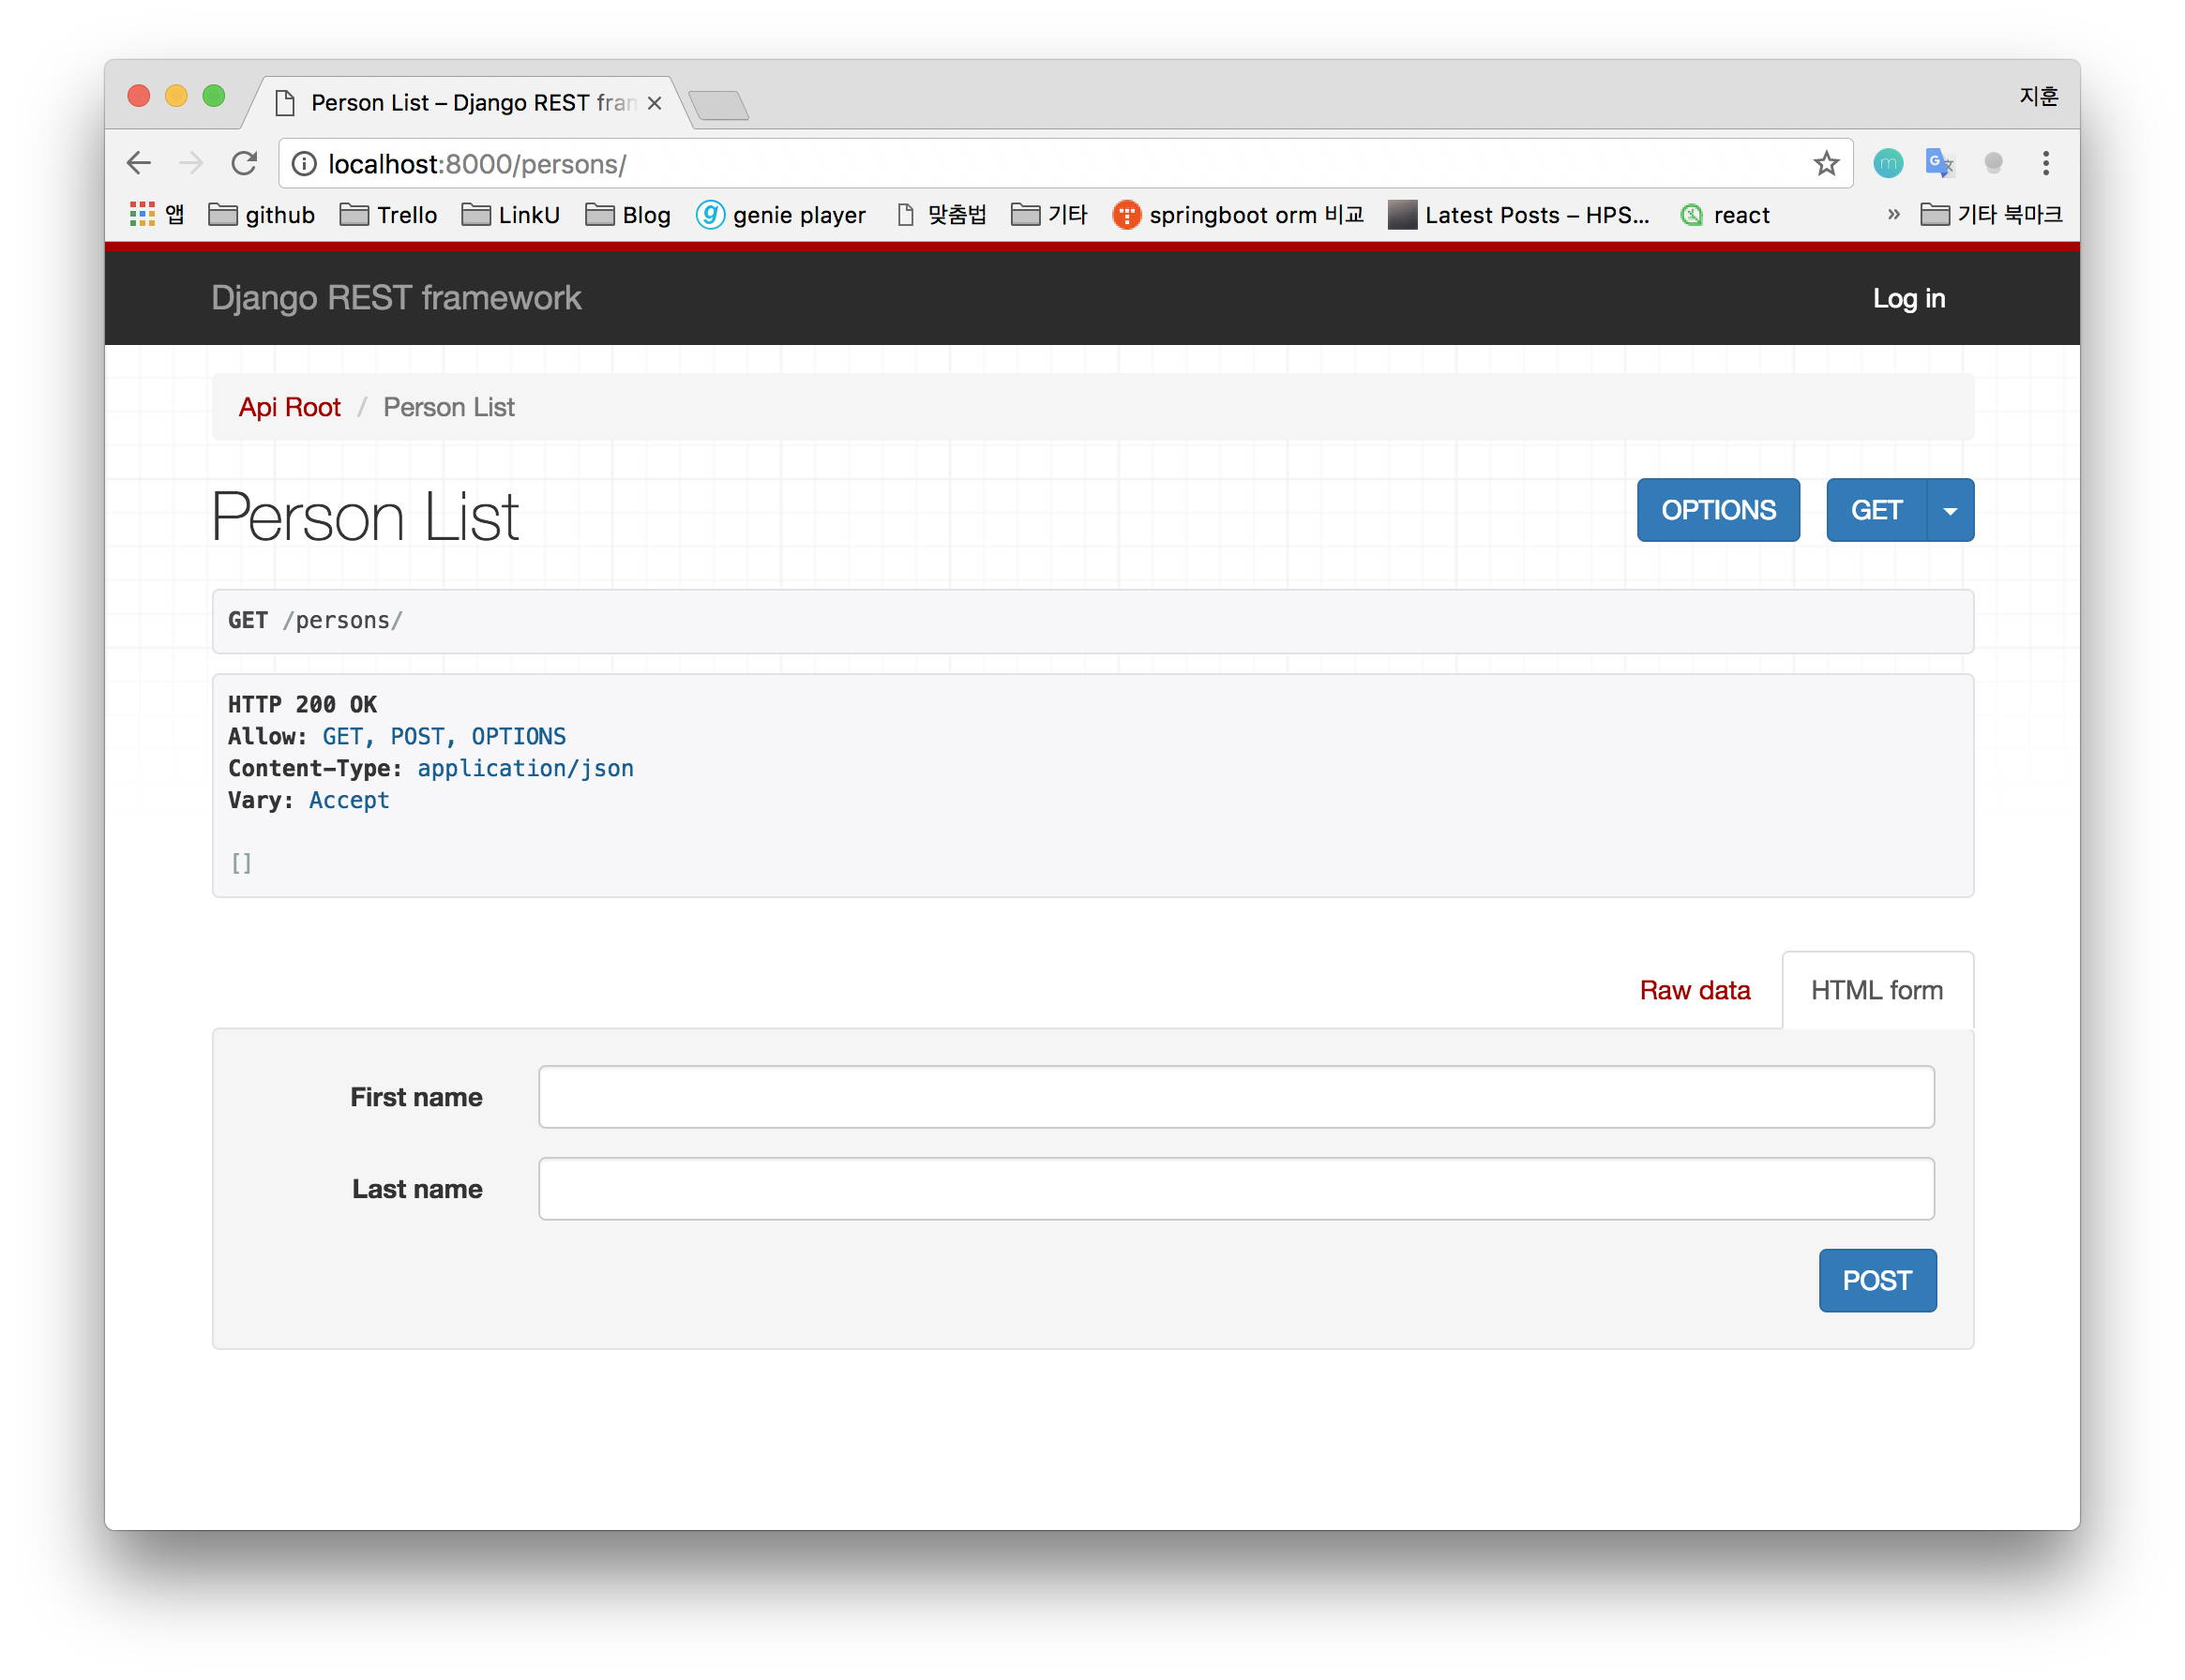 Person List – Django REST fran
지훈
localhost:8000/persons/
앱 github Trello LinkU Blog genie player 맞춤법 기타 springboot orm 비교 Latest Posts – HPS... react » 기타 북마크
Django REST framework Log in
Api Root / Person List
Person List OPTIONS GET
GET /persons/
HTTP 200 OK
Allow: GET, POST, OPTIONS
Content-Type: application/json
Vary: Accept
[]
Raw data HTML form
First name
Last name
POST